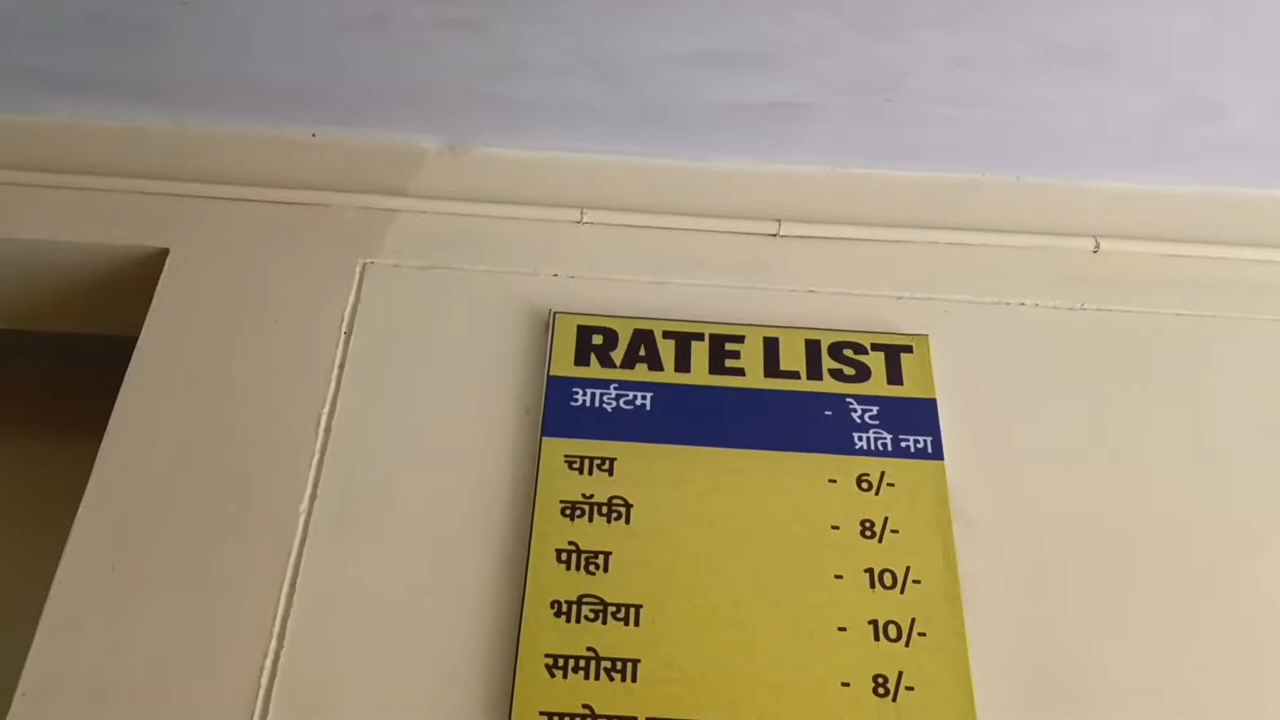 RATE LIST
आईटम - रेट
प्रति नग
चाय - 6/-
कॉफी - 8/-
पोहा - 10/-
भजिया - 10/-
समोसा - 8/-